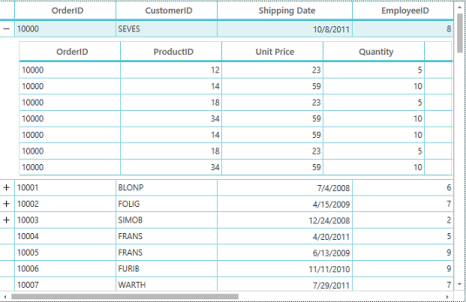 OrderID CustomerID Shipping Date EmployeeID
10000 SEVES 10/8/2011 8
OrderID ProductID Unit Price Quantity
10000 12 23 5
10000 14 59 10
10000 18 23 5
10000 34 59 10
10000 14 59 10
10000 18 23 5
10000 34 59 10
10001 BLONP 7/4/2008 6
10002 FOLIG 4/15/2009 7
10003 SIMOB 12/24/2008 2
10004 FRANS 4/20/2011 5
10005 FRANS 6/13/2009 9
10006 FURIB 11/11/2010 9
10007 WARTH 7/29/2011 7